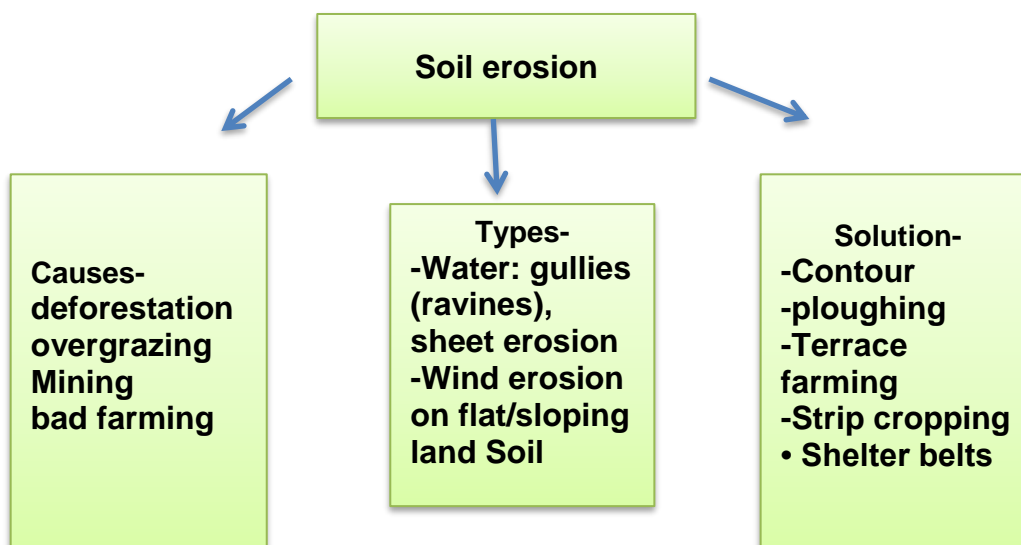 Soil erosion
Causes-
deforestation
overgrazing
Mining
bad farming
Types-
-Water: gullies
(ravines),
sheet erosion
-Wind erosion
on flat/sloping
land Soil
Solution-
-Contour
-ploughing
-Terrace
farming
-Strip cropping
• Shelter belts